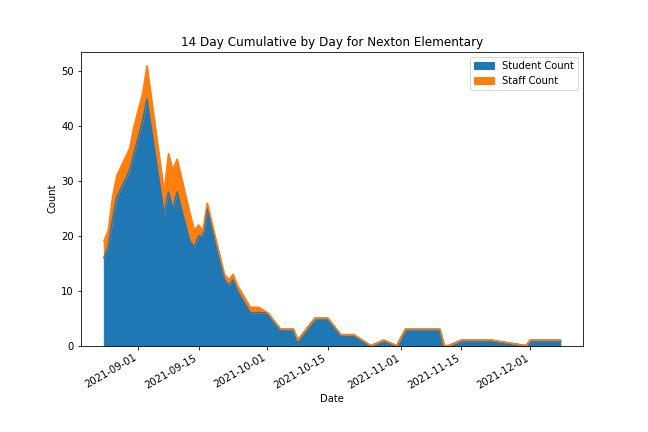 14 Day Cumulative by Day for Nexton Elementary
Student Count
Staff Count
Count
50
40
30
20
10
0
2021-09-01
2021-09-15
2021-10-01
2021-10-15
2021-11-01
2021-11-15
2021-12-01
Date